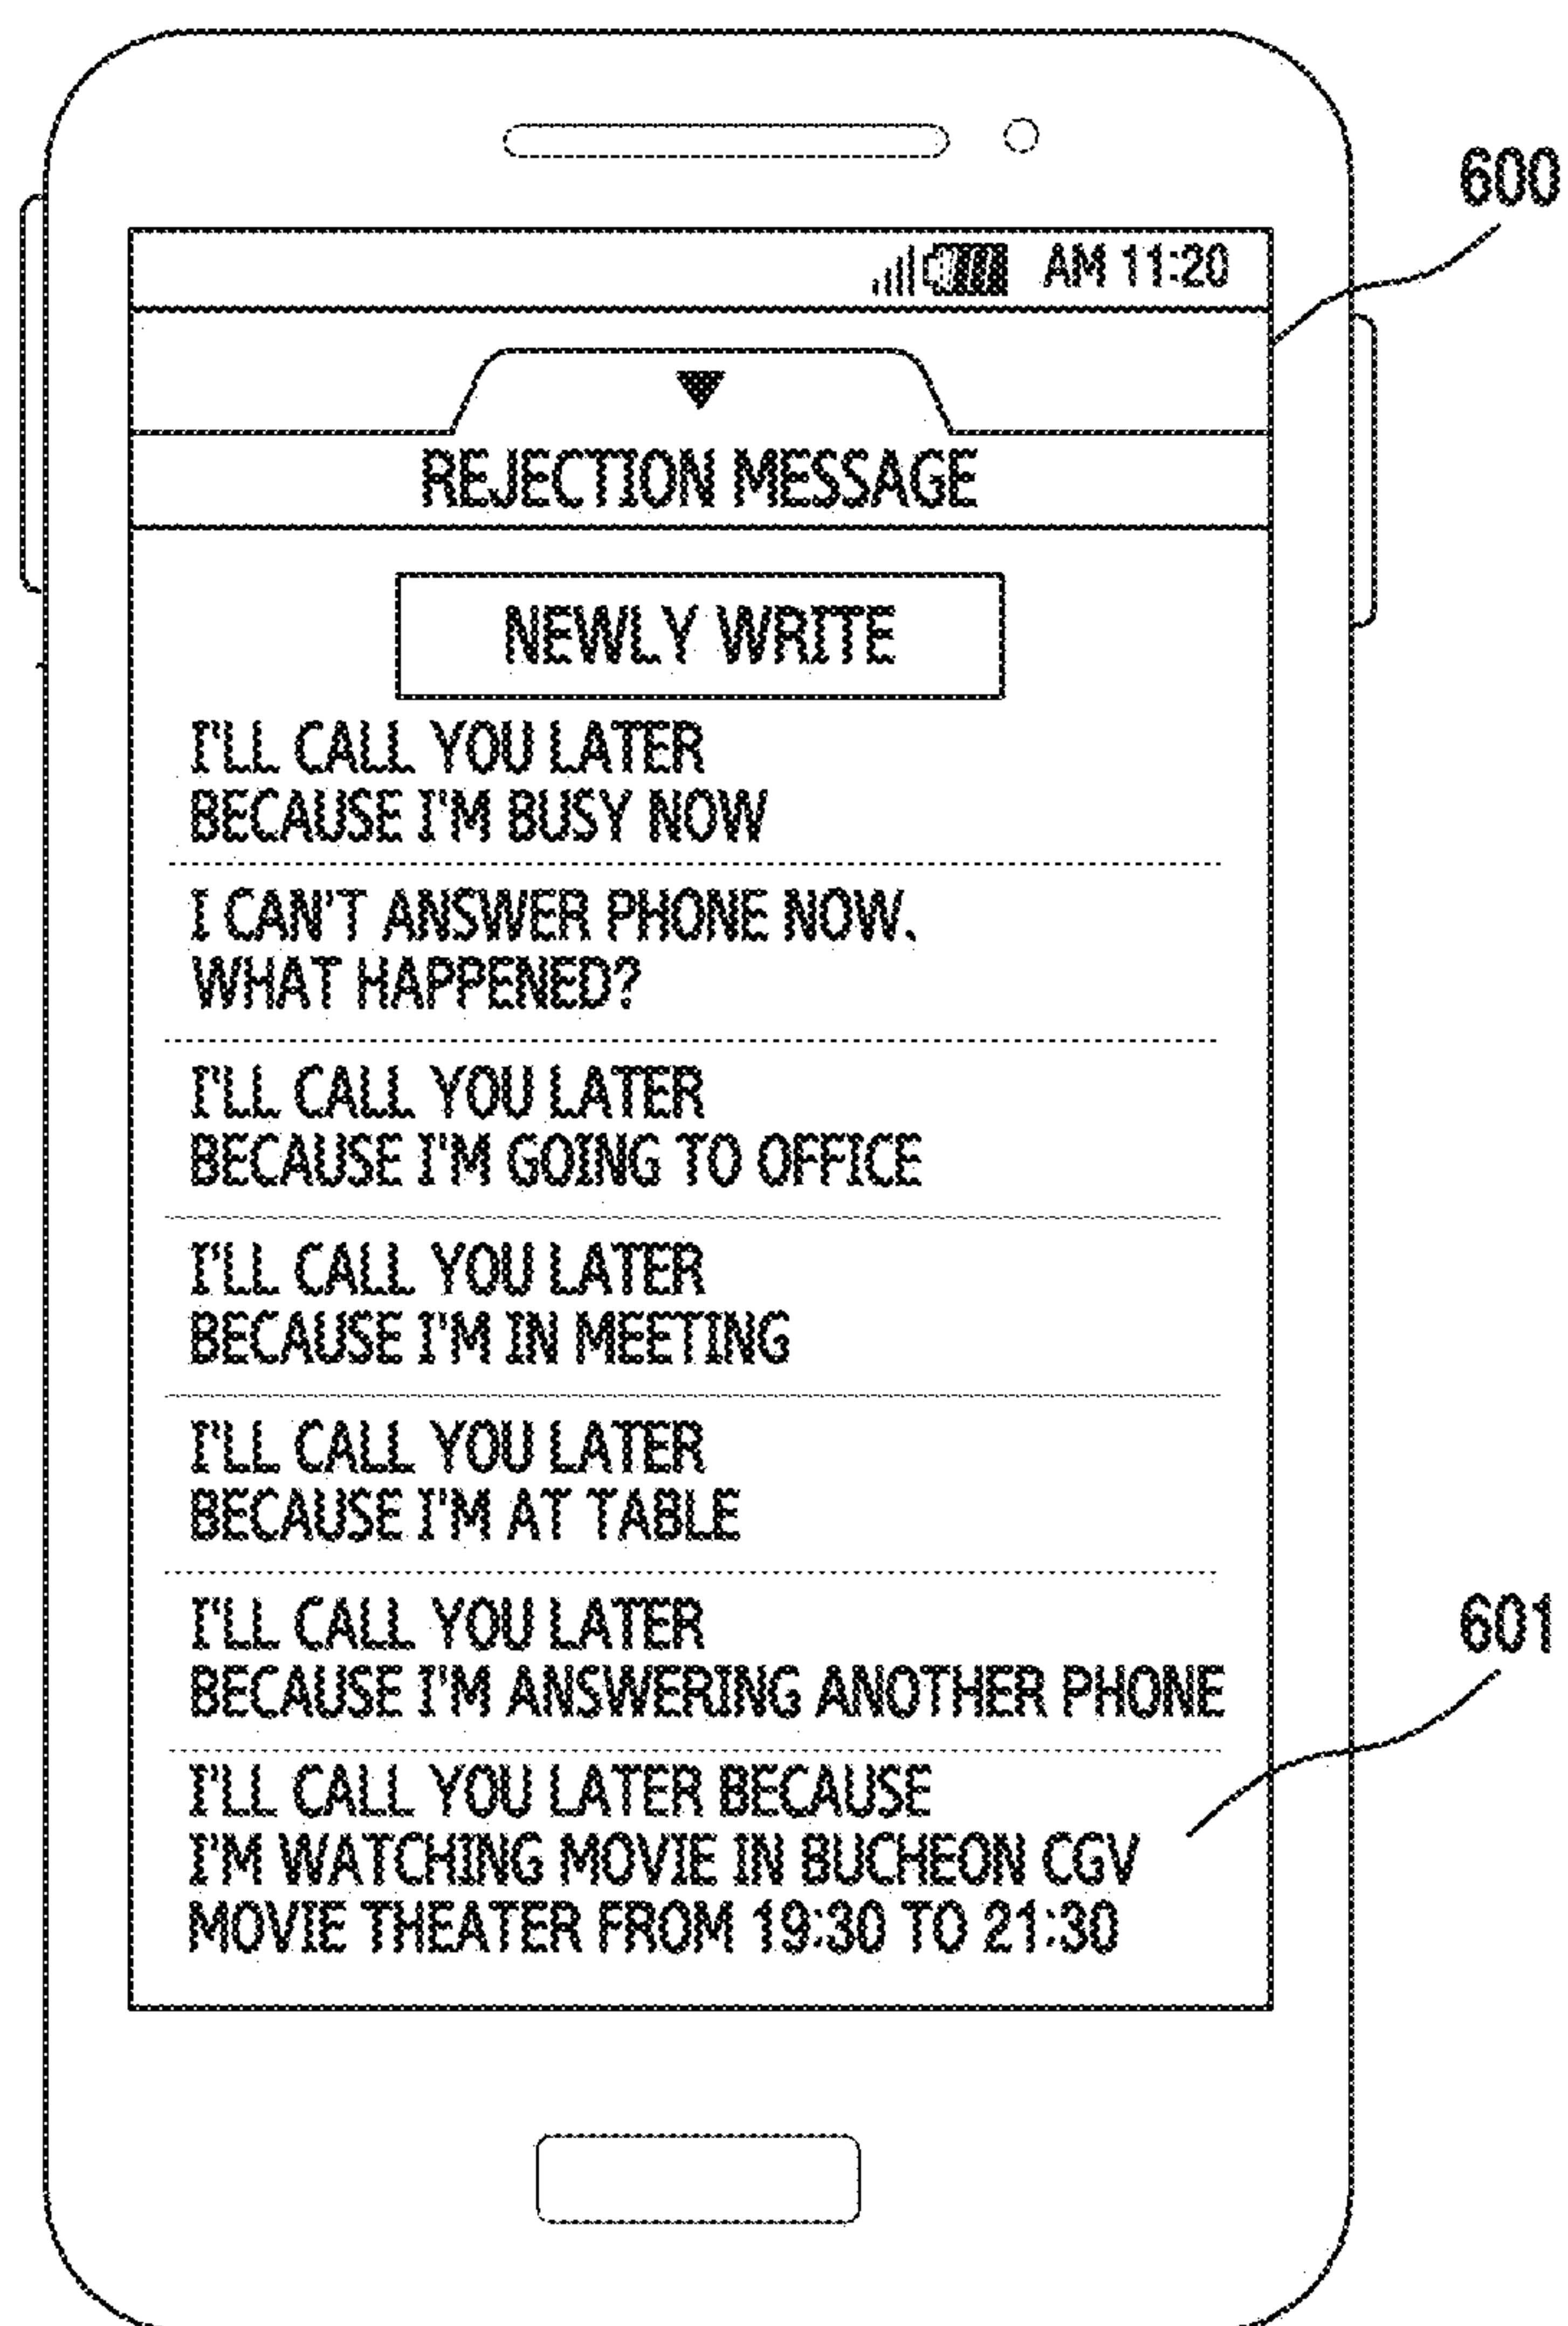 600
AM 11:20
REJECTION MESSAGE
NEWLY WRITE
I'LL CALL YOU LATER
BECAUSE I'M BUSY NOW
I CAN'T ANSWER PHONE NOW.
WHAT HAPPENED?
I'LL CALL YOU LATER
BECAUSE I'M GOING TO OFFICE
I'LL CALL YOU LATER
BECAUSE I'M IN MEETING
I'LL CALL YOU LATER
BECAUSE I'M AT TABLE
601
I'LL CALL YOU LATER
BECAUSE I'M ANSWERING ANOTHER PHONE
I'LL CALL YOU LATER BECAUSE
I'M WATCHING MOVIE IN BUCHEON CGV
MOVIE THEATER FROM 19:30 TO 21:30